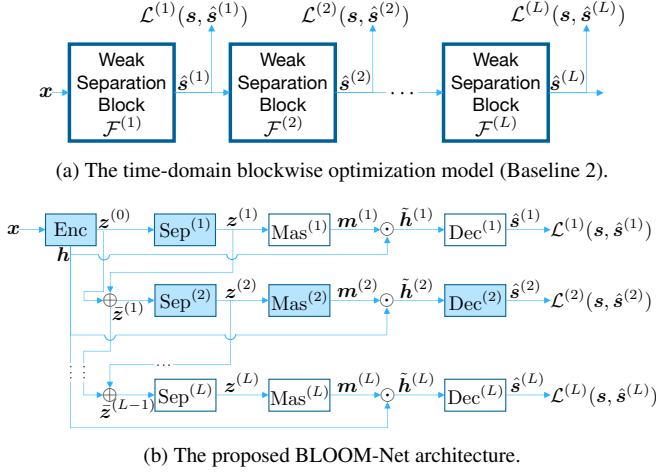 𝓛^{(1)}(s, ŝ^{(1)}) 𝓛^{(2)}(s, ŝ^{(2)}) 𝓛^{(L)}(s, ŝ^{(L)})
x Weak Separation Block 𝓕^{(1)} ŝ^{(1)} Weak Separation Block 𝓕^{(2)} ŝ^{(2)} ... Weak Separation Block 𝓕^{(L)} ŝ^{(L)}
(a) The time-domain blockwise optimization model (Baseline 2).
x Enc z^{(0)} Sep^{(1)} z^{(1)} Mas^{(1)} m^{(1)} ⊙ h̃^{(1)} Dec^{(1)} ŝ^{(1)} 𝓛^{(1)}(s, ŝ^{(1)})
h
⊕ z̄^{(1)} Sep^{(2)} z^{(2)} Mas^{(2)} m^{(2)} ⊙ h̃^{(2)} Dec^{(2)} ŝ^{(2)} 𝓛^{(2)}(s, ŝ^{(2)})
...
⊕ z̄^{(L−1)} Sep^{(L)} z^{(L)} Mas^{(L)} m^{(L)} ⊙ h̃^{(L)} Dec^{(L)} ŝ^{(L)} 𝓛^{(L)}(s, ŝ^{(L)})
(b) The proposed BLOOM-Net architecture.